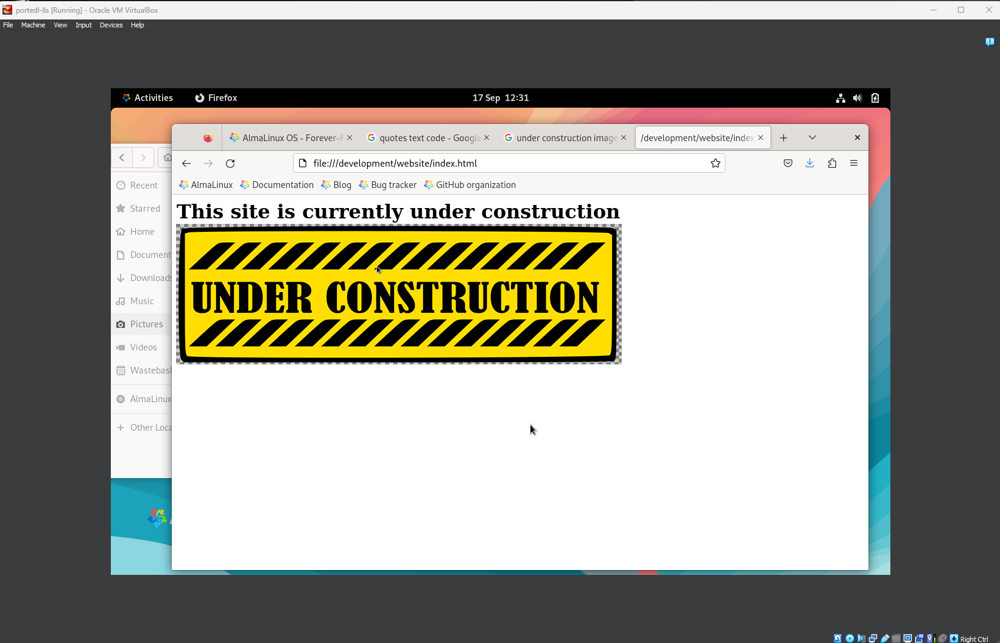 portedl-lls [Running] - Oracle VM VirtualBox
File Machine View Input Devices Help
Activities Firefox 17 Sep 12:31
AlmaLinux OS - Forever-F quotes text code - Google under construction image /development/website/index
file:///development/website/index.html
AlmaLinux Documentation Blog Bug tracker GitHub organization
Recent
Starred
Home
Document
Downloads
Music
Pictures
Videos
Wastebas
AlmaLinux
Other Loca
This site is currently under construction
UNDER CONSTRUCTION
Right Ctrl